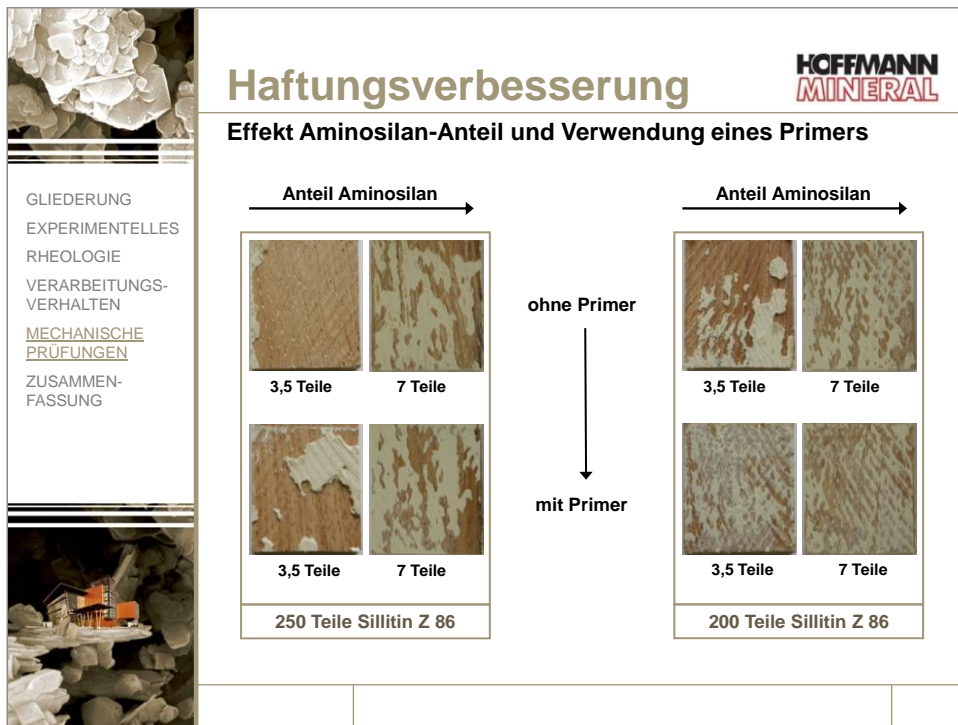 Haftungsverbesserung
HOFFMANN
MINERAL
Effekt Aminosilan-Anteil und Verwendung eines Primers
GLIEDERUNG
EXPERIMENTELLES
RHEOLOGIE
VERARBEITUNGS-
VERHALTEN
MECHANISCHE
PRÜFUNGEN
ZUSAMMEN-
FASSUNG
Anteil Aminosilan
3,5 Teile
7 Teile
3,5 Teile
7 Teile
250 Teile Sillitin Z 86
ohne Primer
mit Primer
Anteil Aminosilan
3,5 Teile
7 Teile
3,5 Teile
7 Teile
200 Teile Sillitin Z 86